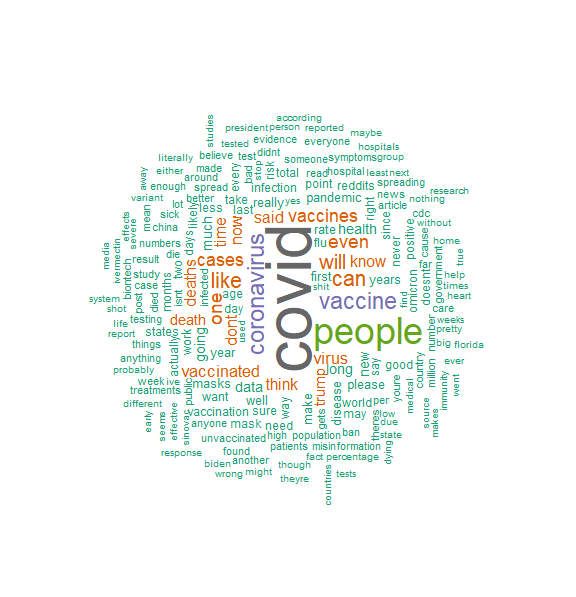 according
studies
president
person
reported
maybe
tested
evidence
everyone
hospitals
didnt
literally
believe
test
stop
risk
someone
symptoms
group
media
either
made
every
bad
total
read
hospital
least
next
away
around
infection
point
reddits
spreading
enough
spread
take
really
yes
pandemic
news
research
variant
lot
better
last
said
vaccines
right
since
article
nothing
effects
mean
sick
less
likely
much
time
now
rate
health
cdc
without
severe
china
days
flu
even
never
positive
cause
home
true
ivermectin
numbers
die
cases
coronavirus
covid
will
know
doesnt
far
government
biontech
result
two
deaths
like
first
can
years
omicron
help
study
months
infected
age
shit
find
times
system
post
case
isnt
one
vaccine
heart
shot
died
day
used
number
care
life
testing
death
dont
people
weeks
report
states
work
going
pretty
things
actually
year
virus
new
say
big
florida
anything
vaccinated
trump
long
good
country
million
ever
probably
masks
data
think
disease
please
youre
immunity
went
week
ive
public
want
well
way
make
gets
world
per
medical
treatments
different
vaccination
sure
may
theres
low
source
makes
early
seems
effective
sinovac
anyone
mask
need
due
unvaccinated
high
population
ban
state
response
found
patients
misinformation
dying
biden
another
though
fact
percentage
wrong
might
theyre
countries
tests